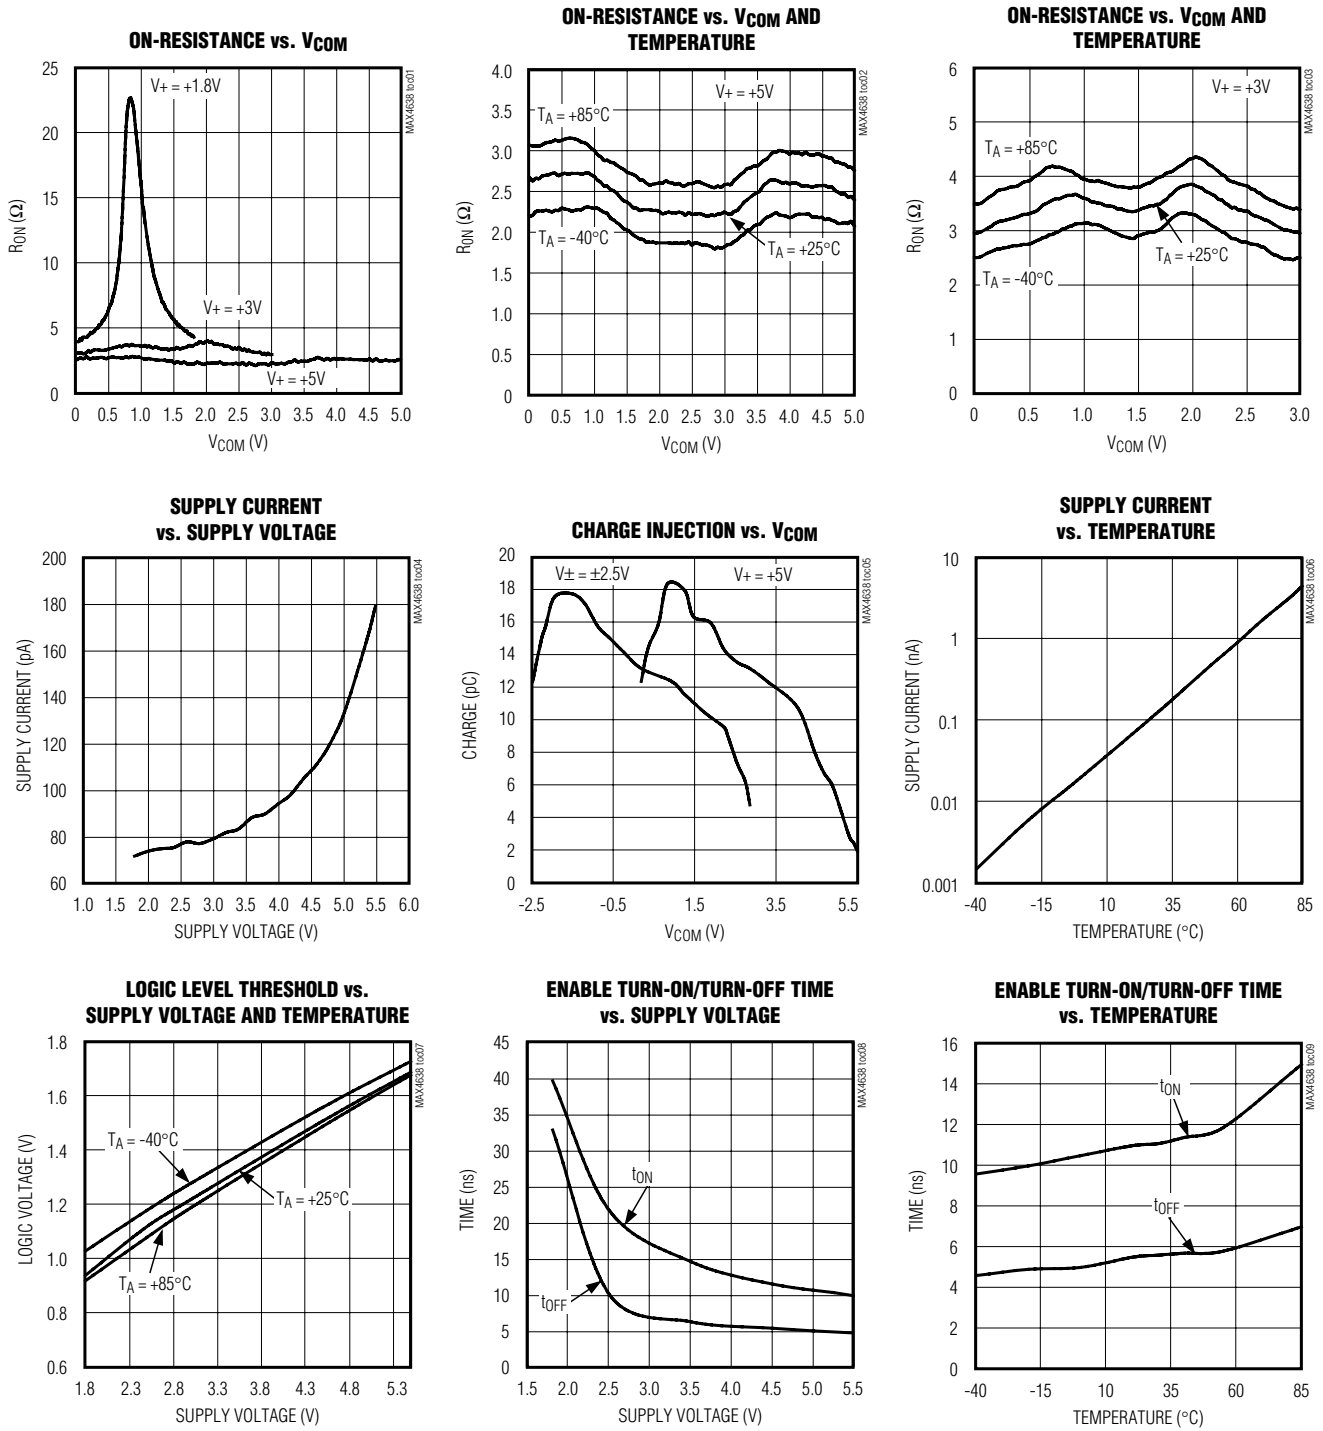 ON-RESISTANCE vs. VCOM
25
20
15
10
5
0
RON (Ω)
V+ = +1.8V
V+ = +3V
V+ = +5V
MAX4638 toc01
0 0.5 1.0 1.5 2.0 2.5 3.0 3.5 4.0 4.5 5.0
VCOM (V)
ON-RESISTANCE vs. VCOM AND
TEMPERATURE
4.0
3.5
3.0
2.5
2.0
1.5
1.0
0.5
0
RON (Ω)
V+ = +5V
TA = +85°C
TA = -40°C
TA = +25°C
MAX4638 toc02
0 0.5 1.0 1.5 2.0 2.5 3.0 3.5 4.0 4.5 5.0
VCOM (V)
ON-RESISTANCE vs. VCOM AND
TEMPERATURE
6
5
4
3
2
1
0
RON (Ω)
V+ = +3V
TA = +85°C
TA = +25°C
TA = -40°C
MAX4638 toc03
0 0.5 1.0 1.5 2.0 2.5 3.0
VCOM (V)
SUPPLY CURRENT
vs. SUPPLY VOLTAGE
200
180
160
140
120
100
80
60
SUPPLY CURRENT (pA)
MAX4638 toc04
1.0 1.5 2.0 2.5 3.0 3.5 4.0 4.5 5.0 5.5 6.0
SUPPLY VOLTAGE (V)
CHARGE INJECTION vs. VCOM
20
18
16
14
12
10
8
6
4
2
0
CHARGE (pC)
V± = ±2.5V
V+ = +5V
MAX4638 toc05
-2.5 -0.5 1.5 3.5 5.5
VCOM (V)
SUPPLY CURRENT
vs. TEMPERATURE
10
1
0.1
0.01
0.001
SUPPLY CURRENT (nA)
MAX4638 toc06
-40 -15 10 35 60 85
TEMPERATURE (°C)
LOGIC LEVEL THRESHOLD vs.
SUPPLY VOLTAGE AND TEMPERATURE
1.8
1.6
1.4
1.2
1.0
0.8
0.6
LOGIC VOLTAGE (V)
TA = -40°C
TA = +25°C
TA = +85°C
MAX4638 toc07
1.8 2.3 2.8 3.3 3.8 4.3 4.8 5.3
SUPPLY VOLTAGE (V)
ENABLE TURN-ON/TURN-OFF TIME
vs. SUPPLY VOLTAGE
45
40
35
30
25
20
15
10
5
0
TIME (ns)
tON
tOFF
MAX4638 toc08
1.5 2.0 2.5 3.0 3.5 4.0 4.5 5.0 5.5
SUPPLY VOLTAGE (V)
ENABLE TURN-ON/TURN-OFF TIME
vs. TEMPERATURE
16
14
12
10
8
6
4
2
0
TIME (ns)
tON
tOFF
MAX4638 toc09
-40 -15 10 35 60 85
TEMPERATURE (°C)